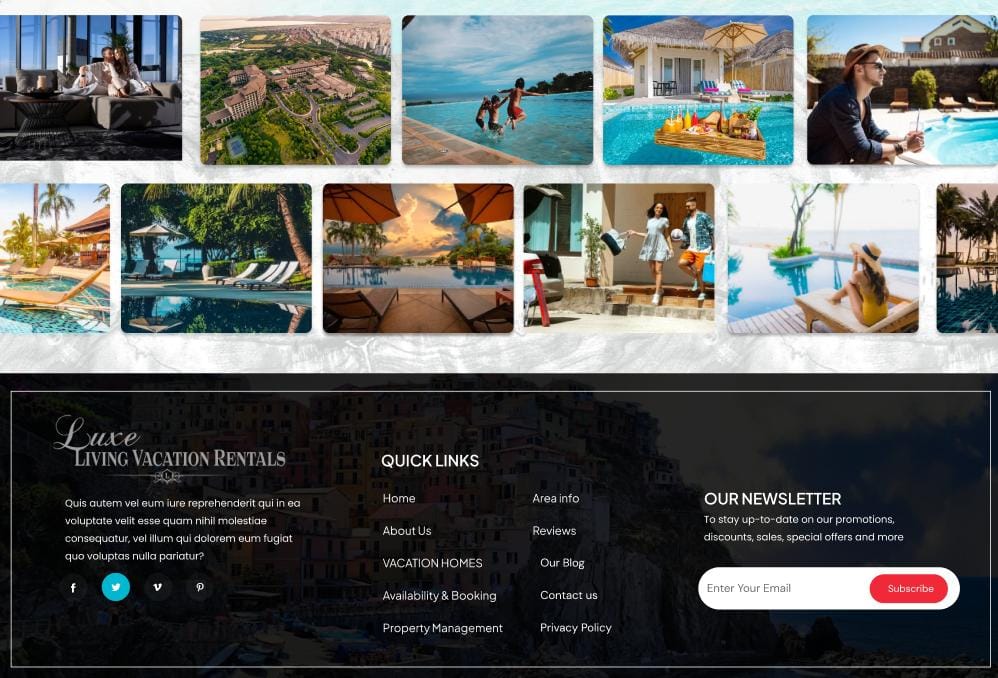 Luxe
LIVING VACATION RENTALS
L
Quis autem vel eum iure reprehenderit qui in ea
voluptate velit esse quam nihil molestiae
consequatur, vel illum qui dolorem eum fugiat
quo voluptas nulla pariatur?
QUICK LINKS
Home
About Us
VACATION HOMES
Availability & Booking
Property Management
Area info
Reviews
Our Blog
Contact us
Privacy Policy
OUR NEWSLETTER
To stay up-to-date on our promotions,
discounts, sales, special offers and more
Enter Your Email
Subscribe